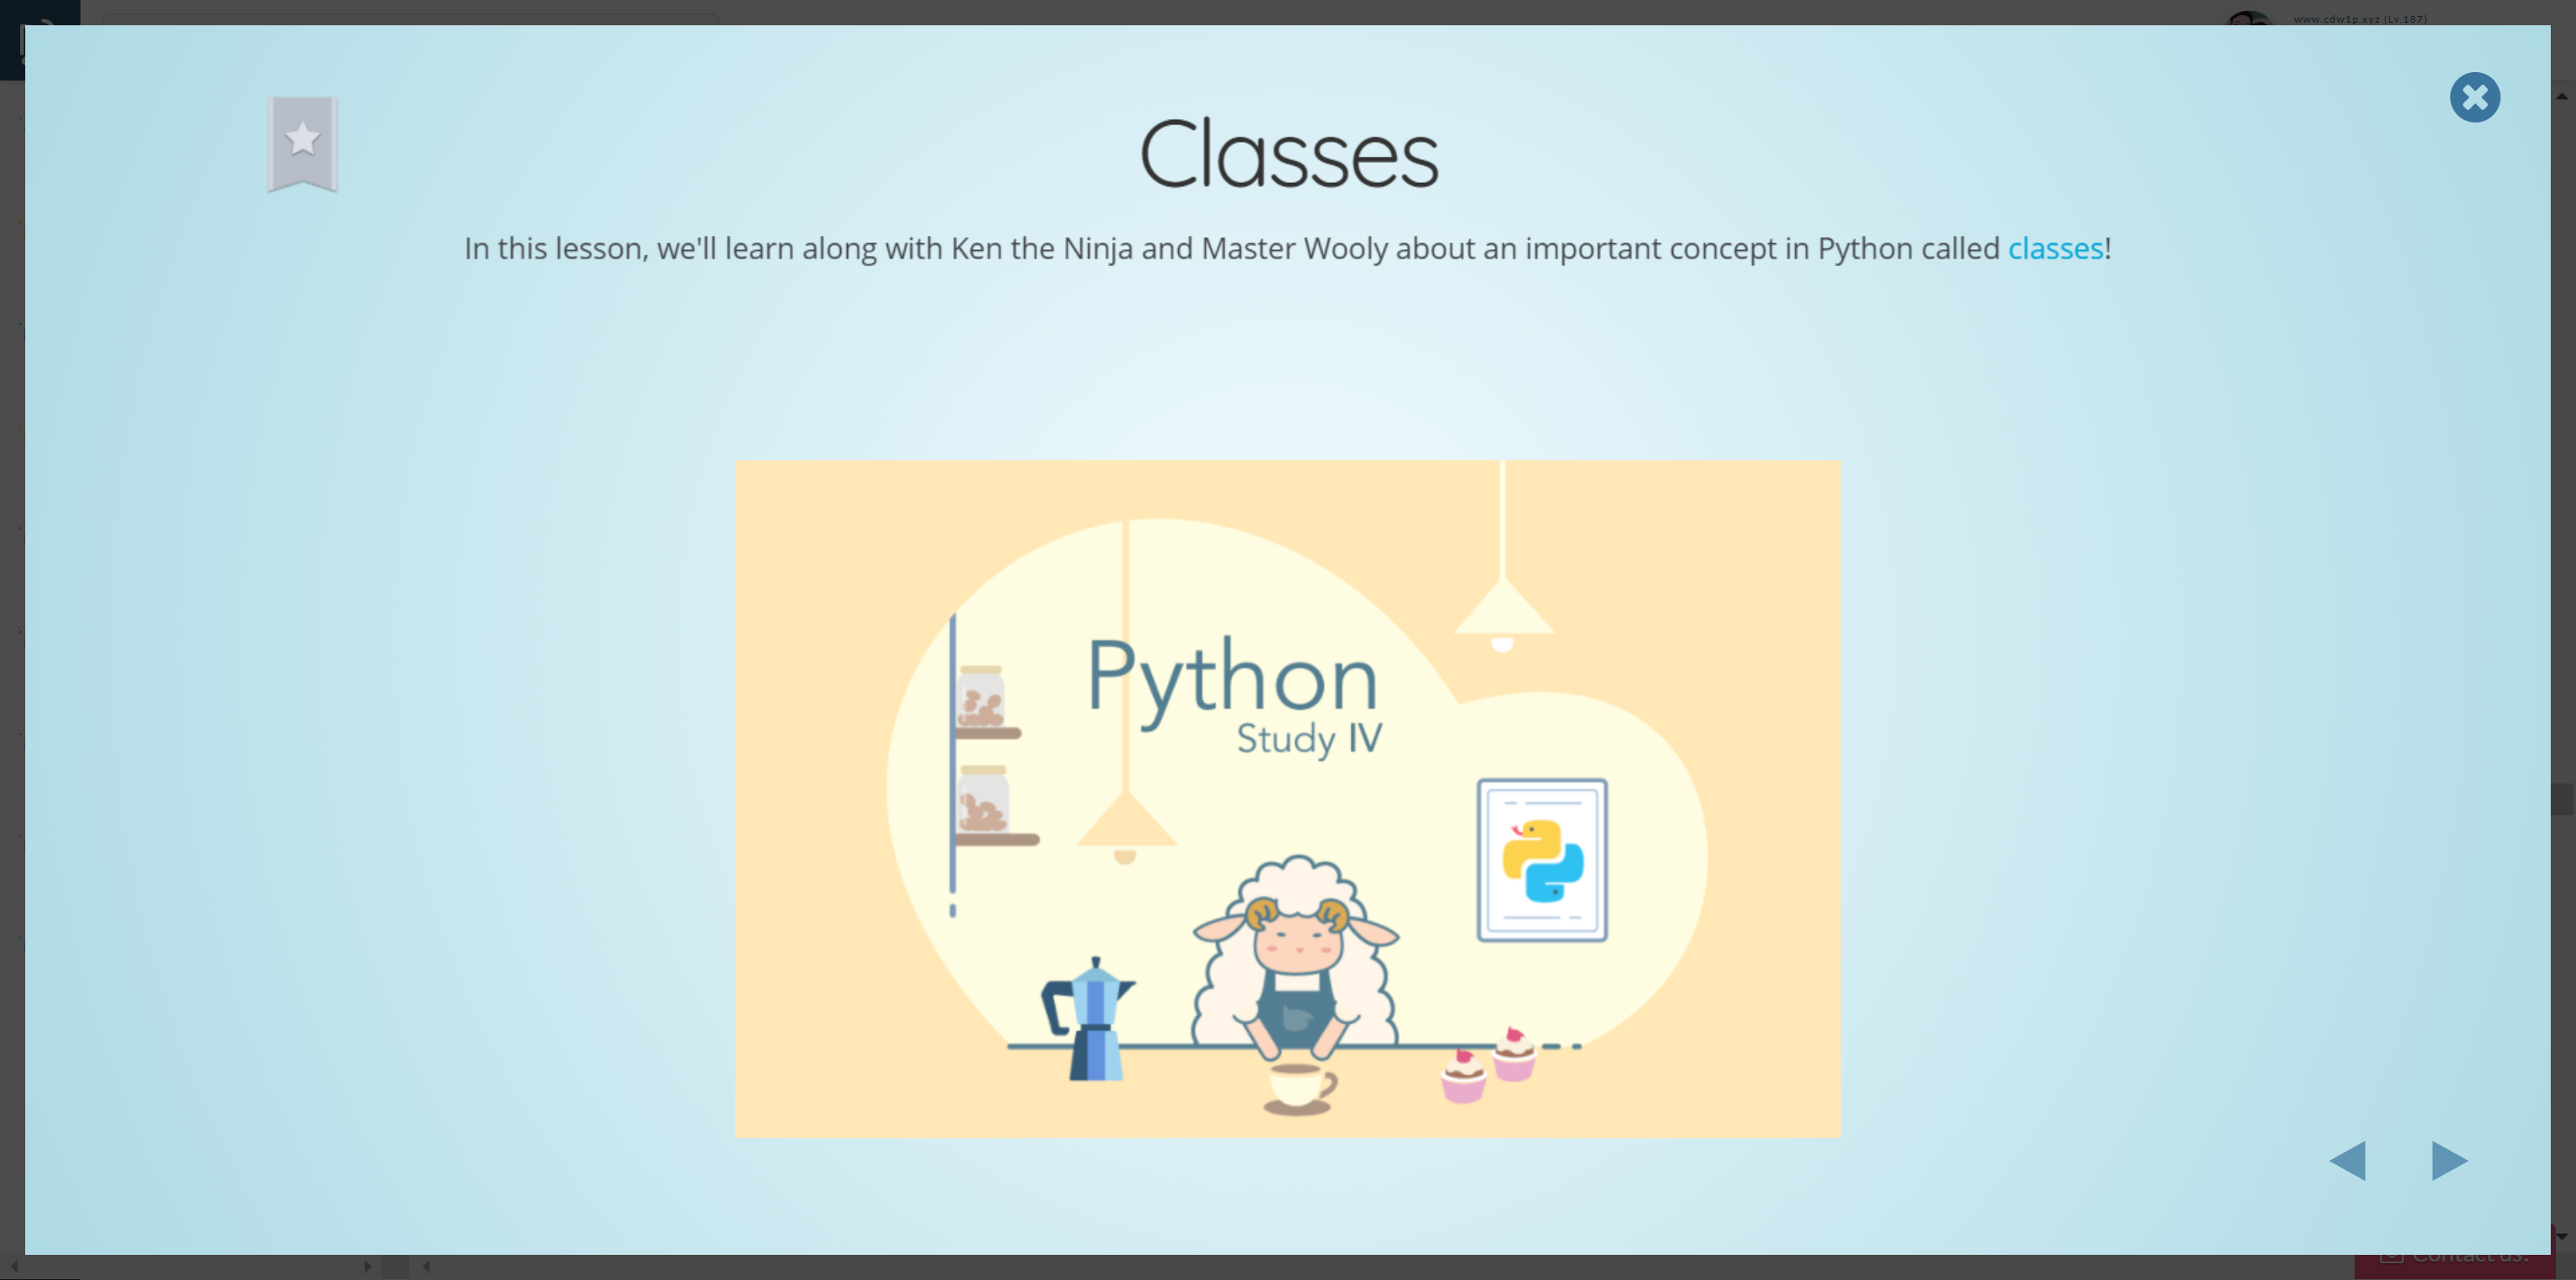 www.cdw1p.xyz (Lv.187)
Classes
In this lesson, we'll learn along with Ken the Ninja and Master Wooly about an important concept in Python called classes!
Python
Study IV
Contact us!